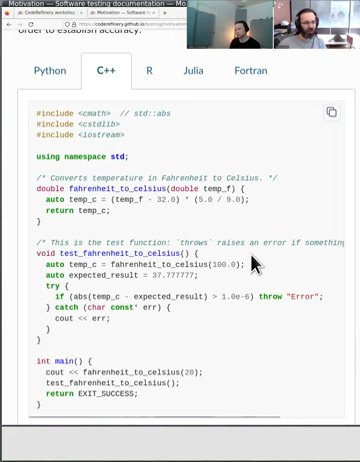 Motivation — Software testing documentation — Mo
CodeRefinery workshop
Motivation — Software t
https://coderefinery.github.io/testing/motivation
order to establish accuracy.
Python C++ R Julia Fortran
#include <cmath> // std::abs
#include <cstdlib>
#include <iostream>
using namespace std;
/* Converts temperature in Fahrenheit to Celsius. */
double fahrenheit_to_celsius(double temp_f) {
  auto temp_c = (temp_f - 32.0) * (5.0 / 9.0);
  return temp_c;
}
/* This is the test function: `throws` raises an error if something
void test_fahrenheit_to_celsius() {
  auto temp_c = fahrenheit_to_celsius(100.0);
  auto expected_result = 37.777777;
  try {
    if (abs(temp_c - expected_result) > 1.0e-6) throw "Error";
  } catch (char const* err) {
    cout << err;
  }
}
int main() {
  cout << fahrenheit_to_celsius(20);
  test_fahrenheit_to_celsius();
  return EXIT_SUCCESS;
}